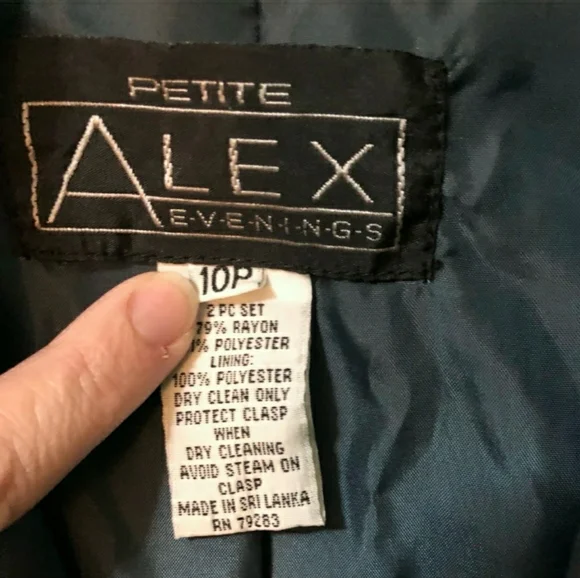 PETITE
ALEX
E-V-E-N-I-N-G-S
10P
2 PC SET
79% RAYON
1% POLYESTER
LINING:
100% POLYESTER
DRY CLEAN ONLY
PROTECT CLASP
WHEN
DRY CLEANING
AVOID STEAM ON
CLASP
MADE IN SRI LANKA
RN 79283